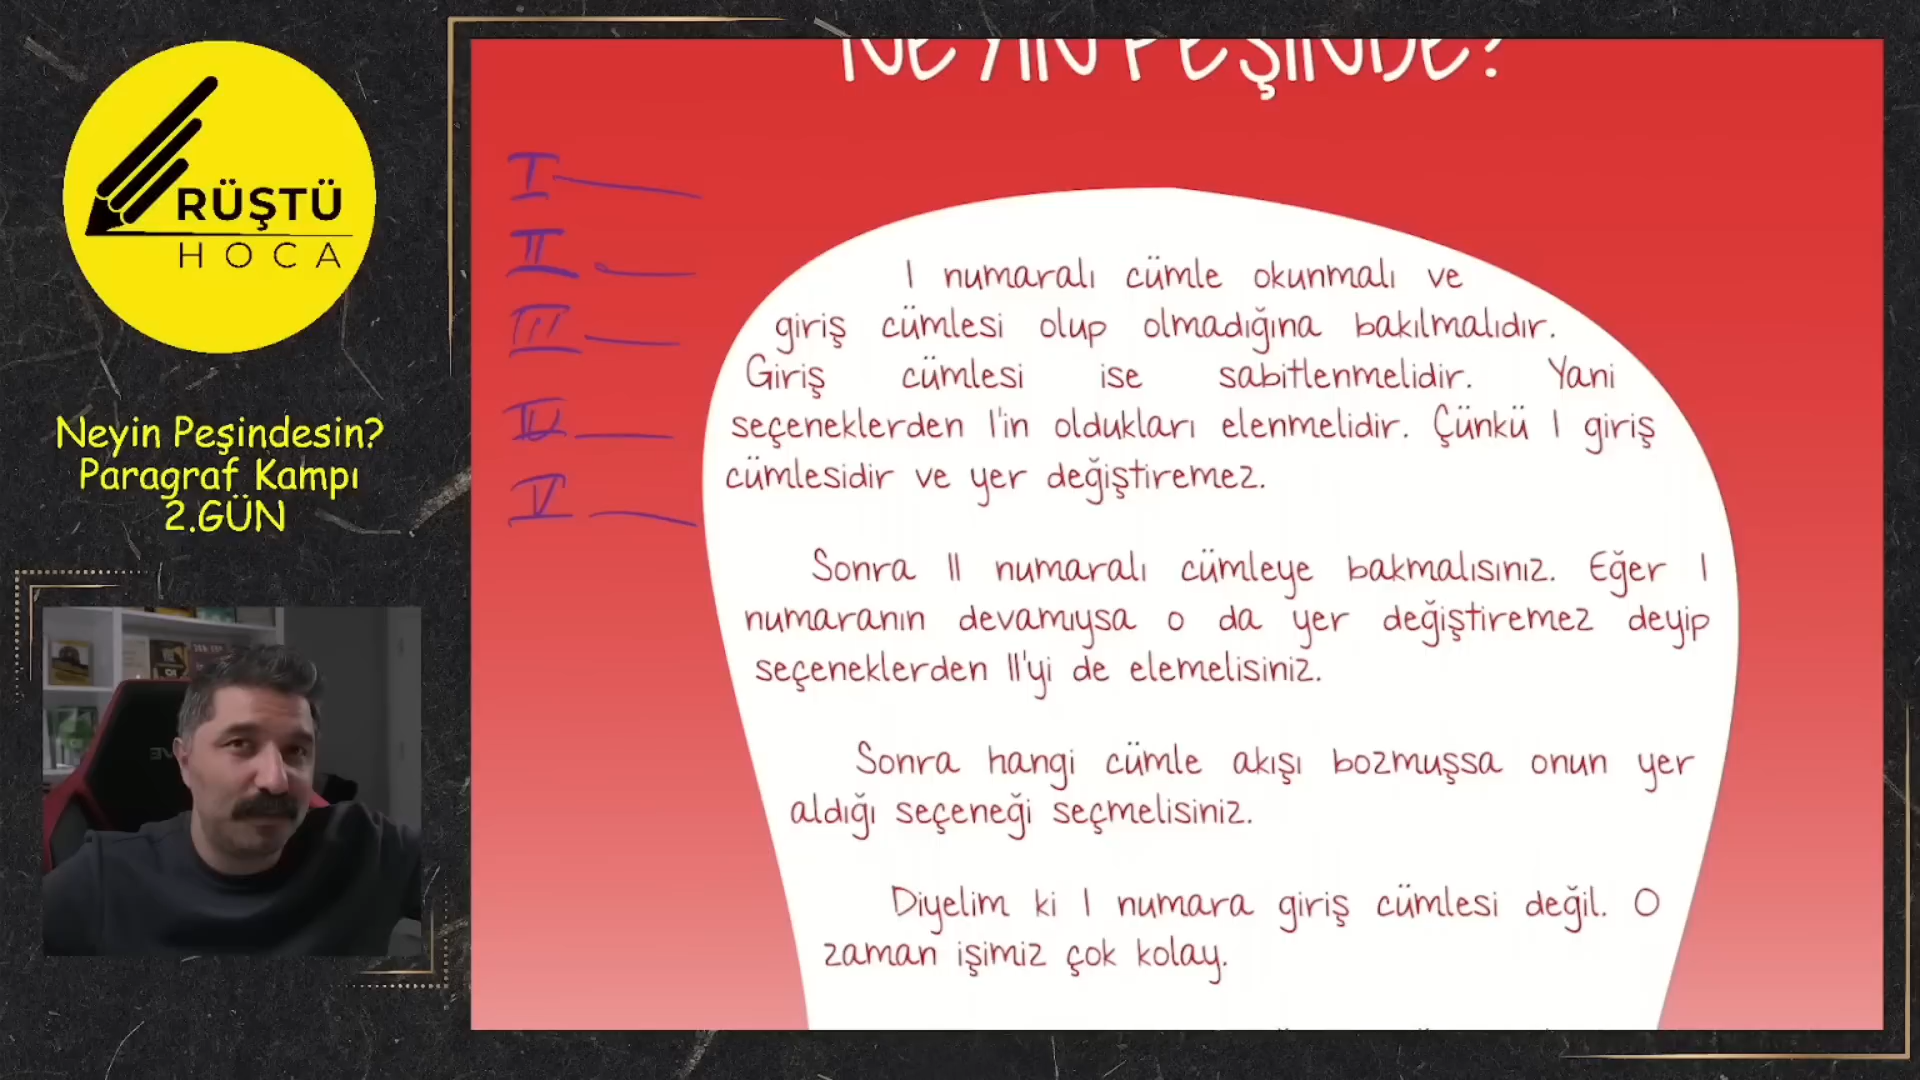 RÜŞTÜ
HOCA
Neyin Peşindesin?
Paragraf Kampı
2.GÜN
NEYİN PEŞİNDE?
I
II
III
IV
V
I numaralı cümle okunmalı ve
giriş cümlesi olup olmadığına bakılmalıdır.
Giriş cümlesi ise sabitlenmelidir. Yani
seçeneklerden I'in oldukları elenmelidir. Çünkü I giriş
cümlesidir ve yer değiştiremez.
Sonra II numaralı cümleye bakmalısınız. Eğer I
numaranın devamıysa o da yer değiştiremez deyip
seçeneklerden II'yi de elemelisiniz.
Sonra hangi cümle akışı bozmuşsa onun yer
aldığı seçeneği seçmelisiniz.
Diyelim ki I numara giriş cümlesi değil. O
zaman işimiz çok kolay.